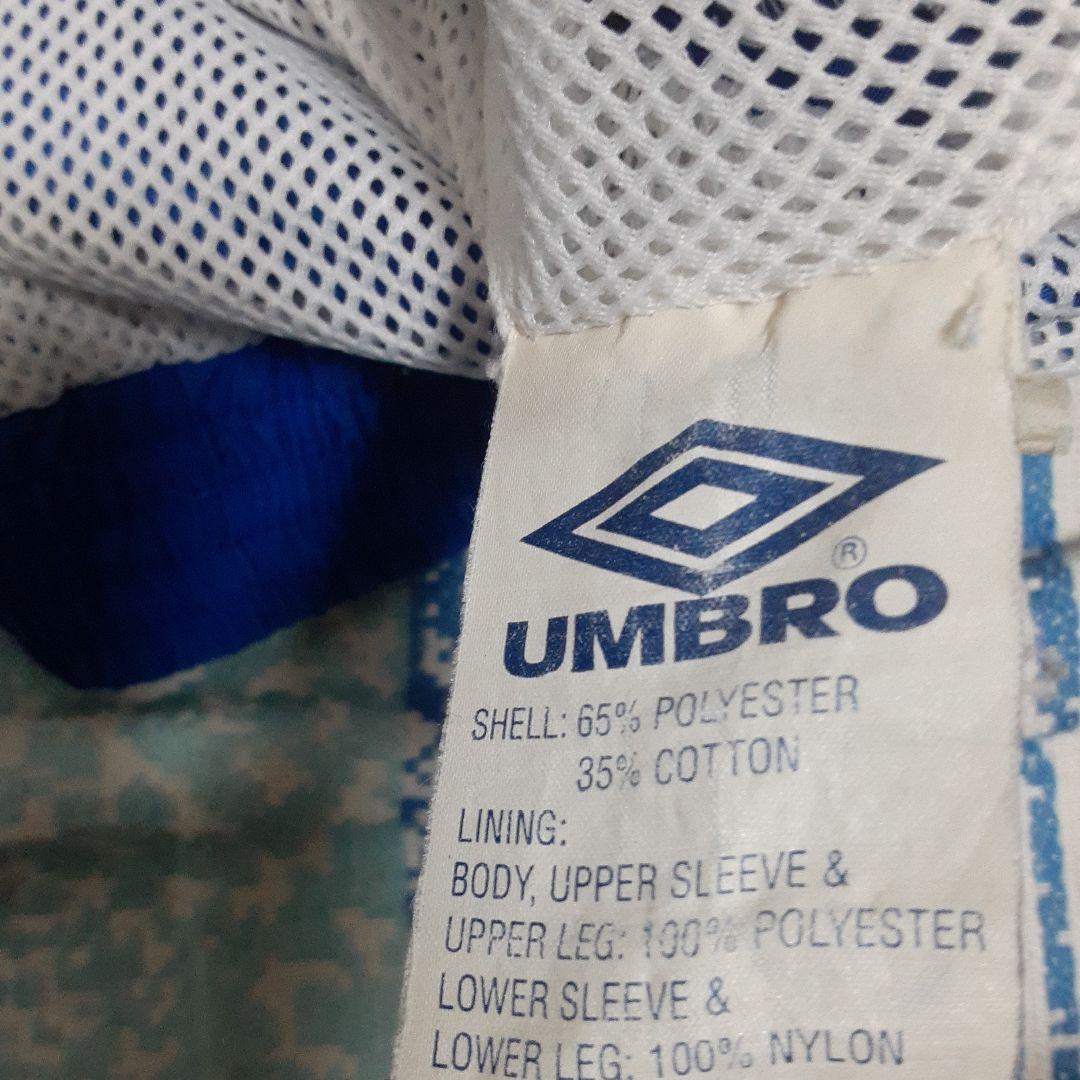 ®
UMBRO
SHELL: 65% POLYESTER
35% COTTON
LINING:
BODY, UPPER SLEEVE &
UPPER LEG: 100% POLYESTER
LOWER SLEEVE &
LOWER LEG: 100% NYLON